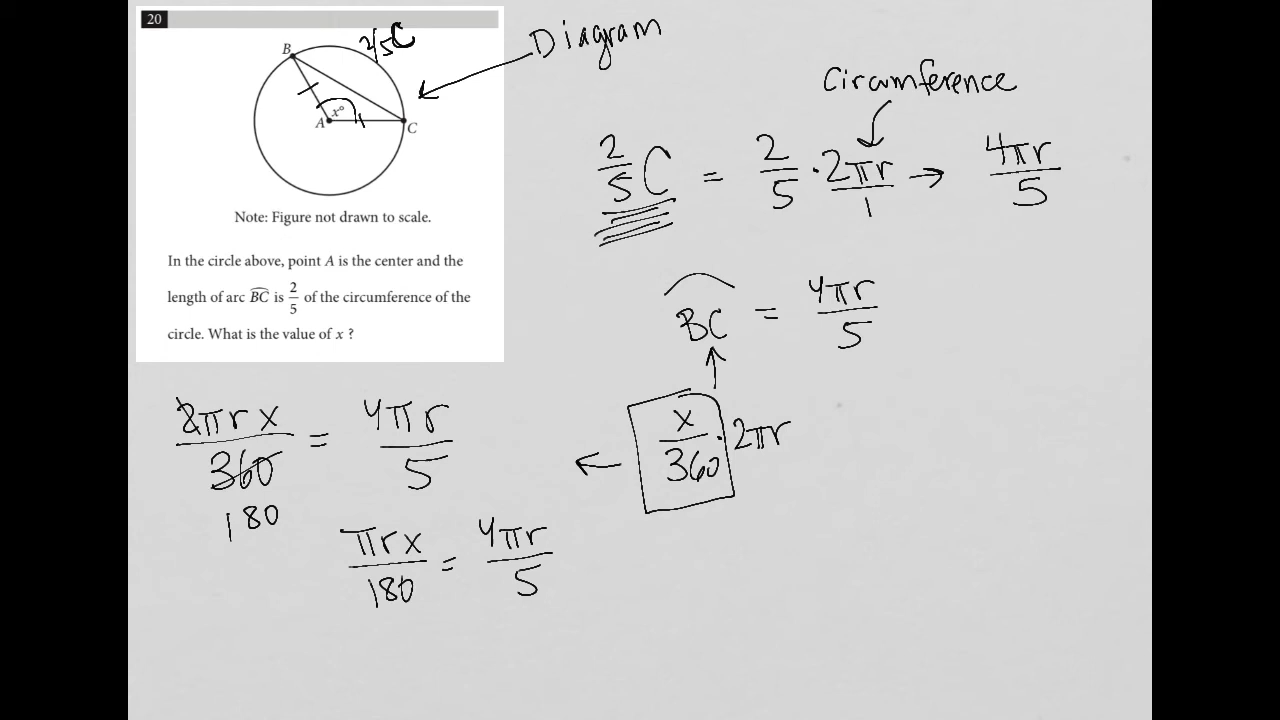 20
B
2/5 C
x°
A
C
Note: Figure not drawn to scale.
In the circle above, point A is the center and the
length of arc BC is 2/5 of the circumference of the
circle. What is the value of x ?
Diagram
Circumference
2/5 C = 2/5 · 2πr/1 → 4πr/5
BC = 4πr/5
x/360 · 2πr
2πrx/360 = 4πr/5
180
πrx/180 = 4πr/5